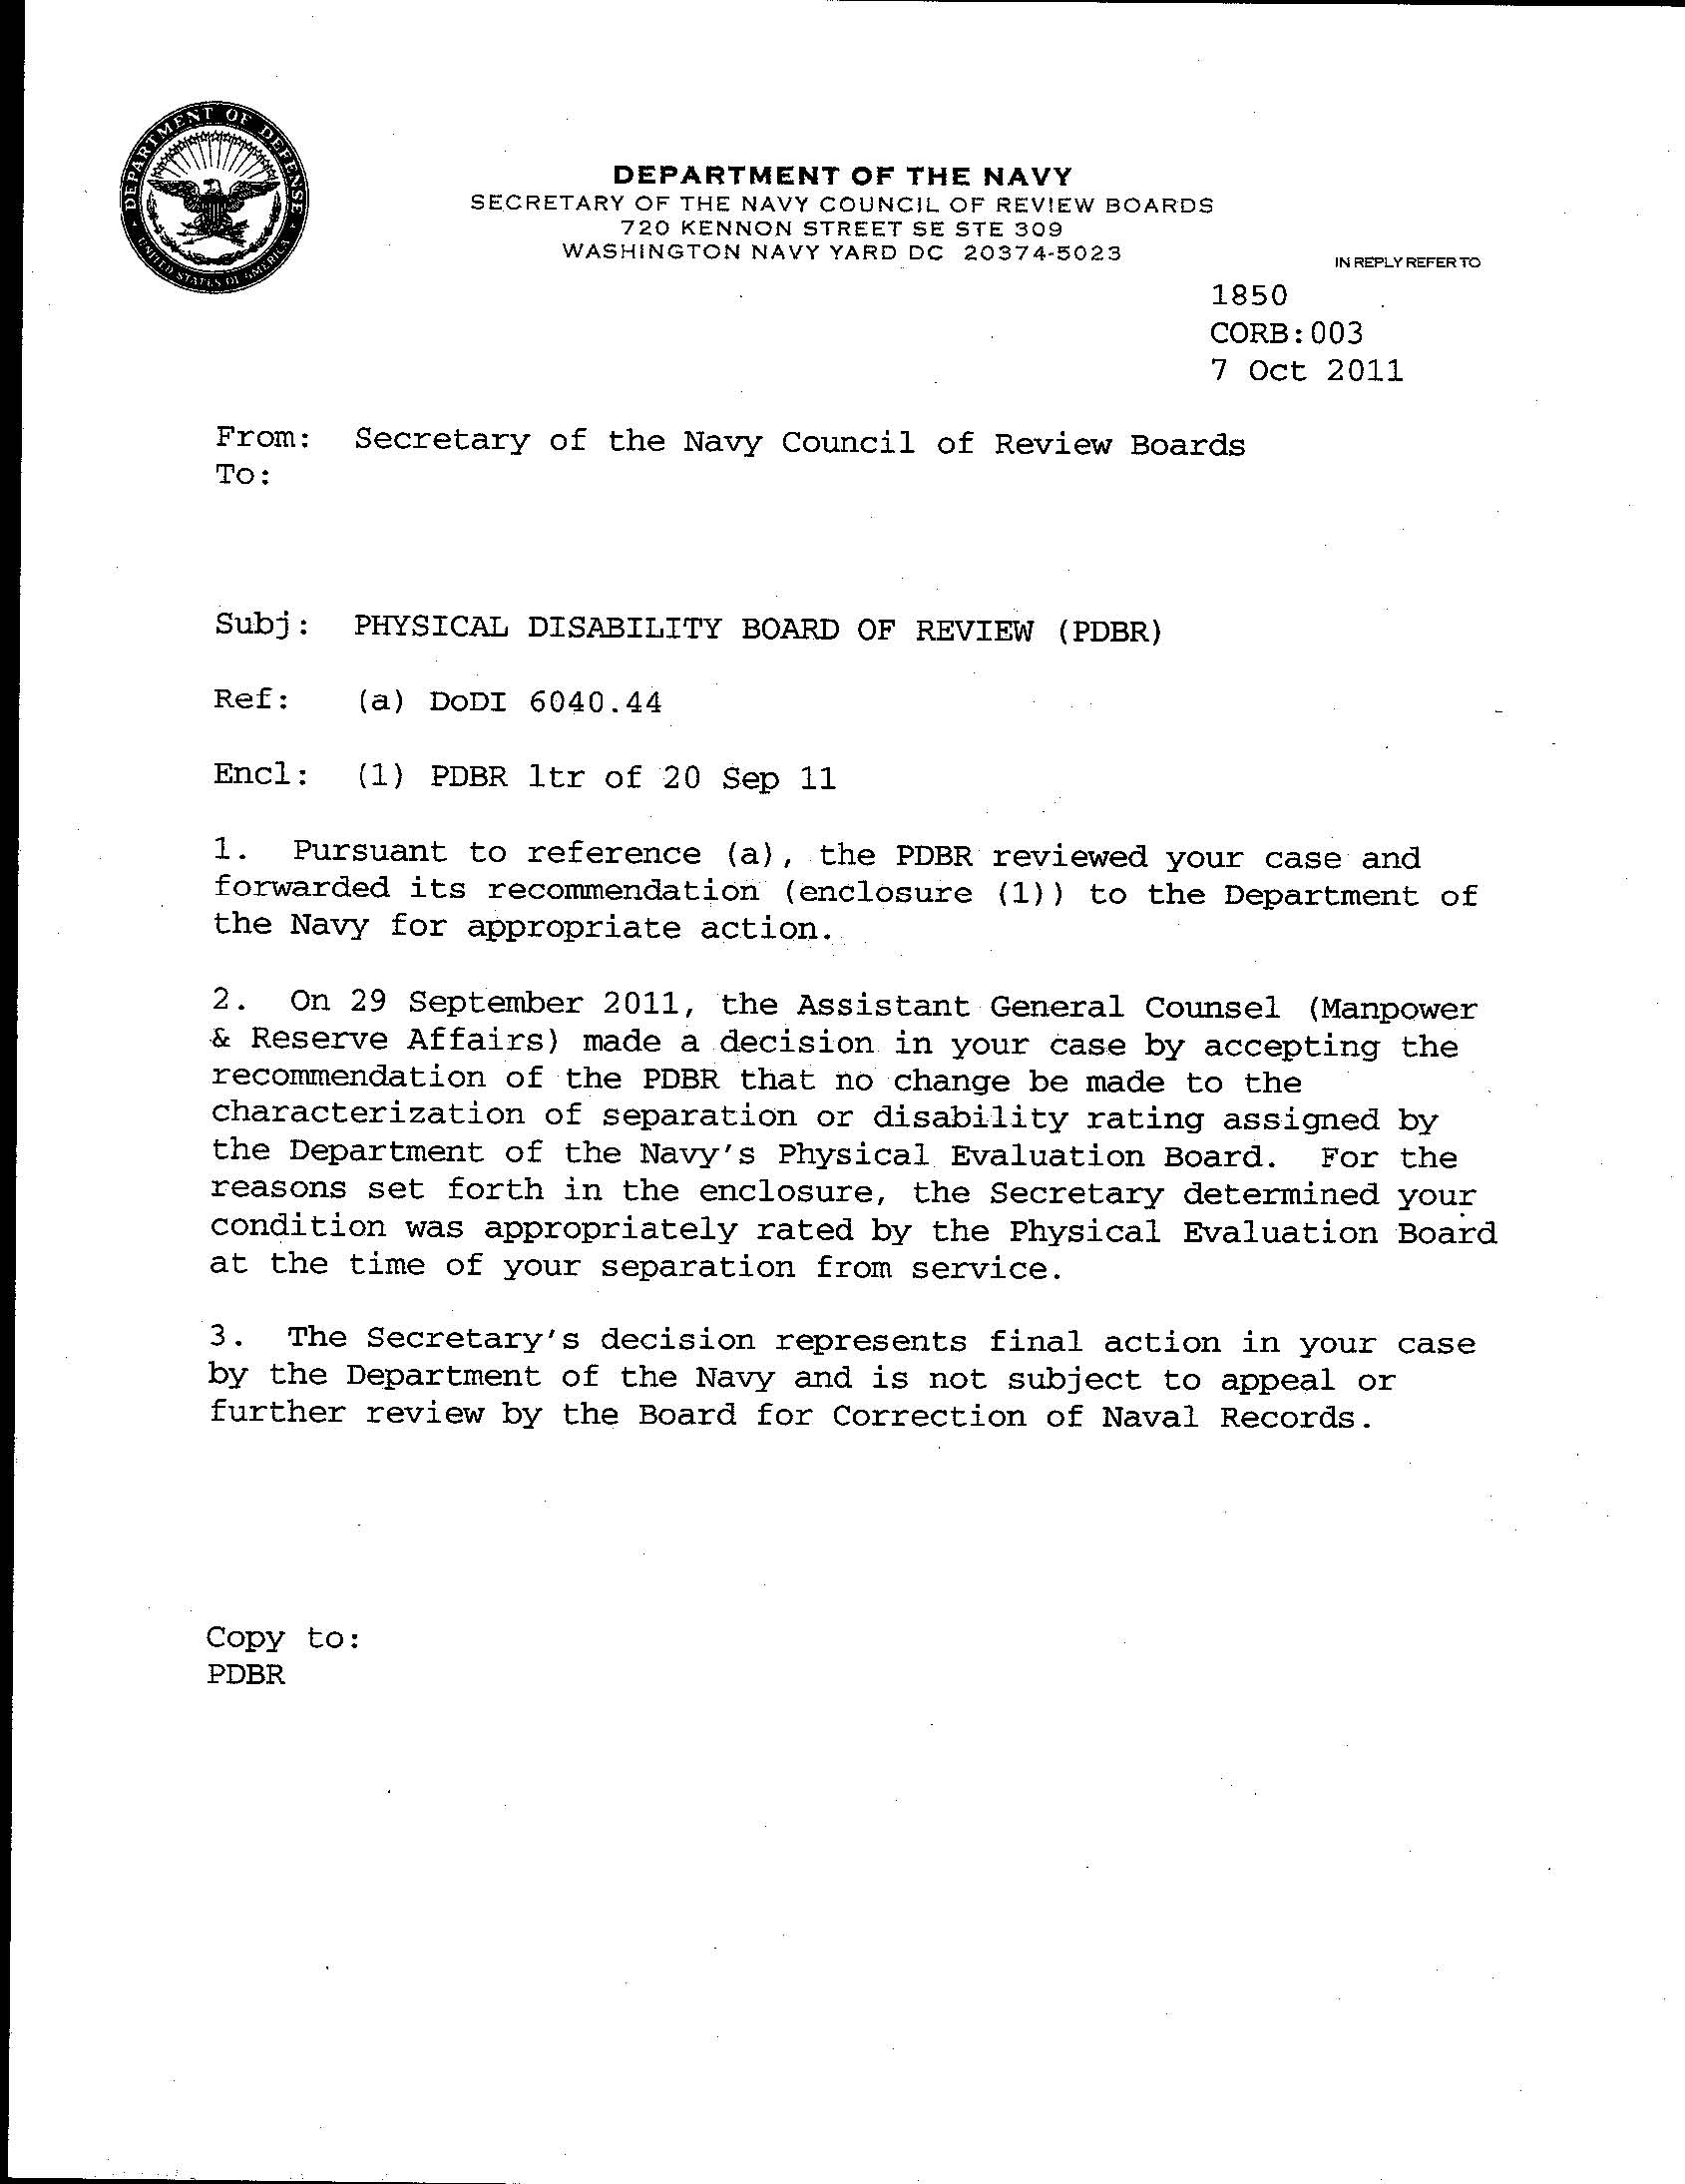 DEPARTMENT OF DEFENSE
UNITED STATES OF AMERICA
DEPARTMENT OF THE NAVY
SECRETARY OF THE NAVY COUNCIL OF REVIEW BOARDS
720 KENNON STREET SE STE 309
WASHINGTON NAVY YARD DC 20374-5023
IN REPLY REFER TO
1850
CORB:003
7 Oct 2011
From: Secretary of the Navy Council of Review Boards
To:
Subj: PHYSICAL DISABILITY BOARD OF REVIEW (PDBR)
Ref: (a) DoDI 6040.44
Encl: (1) PDBR ltr of 20 Sep 11
1. Pursuant to reference (a), the PDBR reviewed your case and
forwarded its recommendation (enclosure (1)) to the Department of
the Navy for appropriate action.
2. On 29 September 2011, the Assistant General Counsel (Manpower
& Reserve Affairs) made a decision in your case by accepting the
recommendation of the PDBR that no change be made to the
characterization of separation or disability rating assigned by
the Department of the Navy's Physical Evaluation Board. For the
reasons set forth in the enclosure, the Secretary determined your
condition was appropriately rated by the Physical Evaluation Board
at the time of your separation from service.
3. The Secretary's decision represents final action in your case
by the Department of the Navy and is not subject to appeal or
further review by the Board for Correction of Naval Records.
Copy to:
PDBR